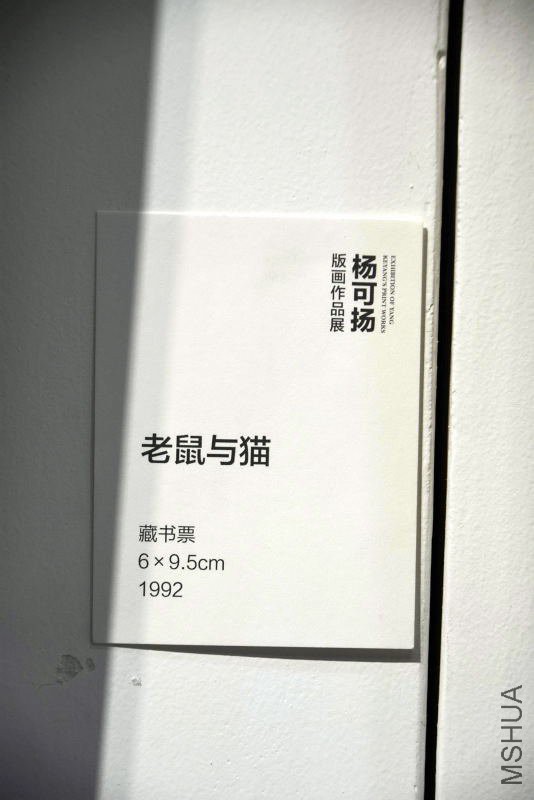 EXHIBITION OF YANG
KEYANG'S PRINT WORKS
杨可扬
版画作品展
老鼠与猫
藏书票
6×9.5cm
1992
MSHUA